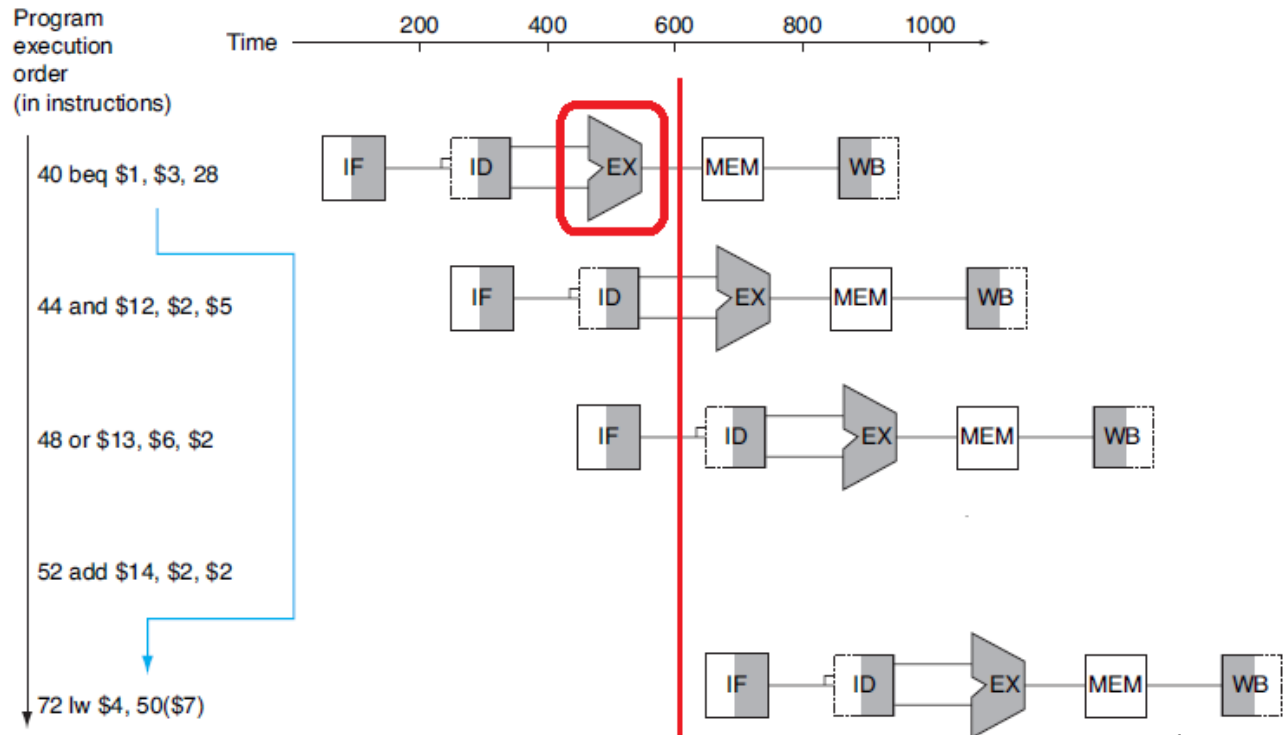 Program
execution
order
(in instructions)
Time
200 400 600 800 1000
40 beq $1, $3, 28
IF ID EX MEM WB
44 and $12, $2, $5
IF ID EX MEM WB
48 or $13, $6, $2
IF ID EX MEM WB
52 add $14, $2, $2
72 lw $4, 50($7)
IF ID EX MEM WB